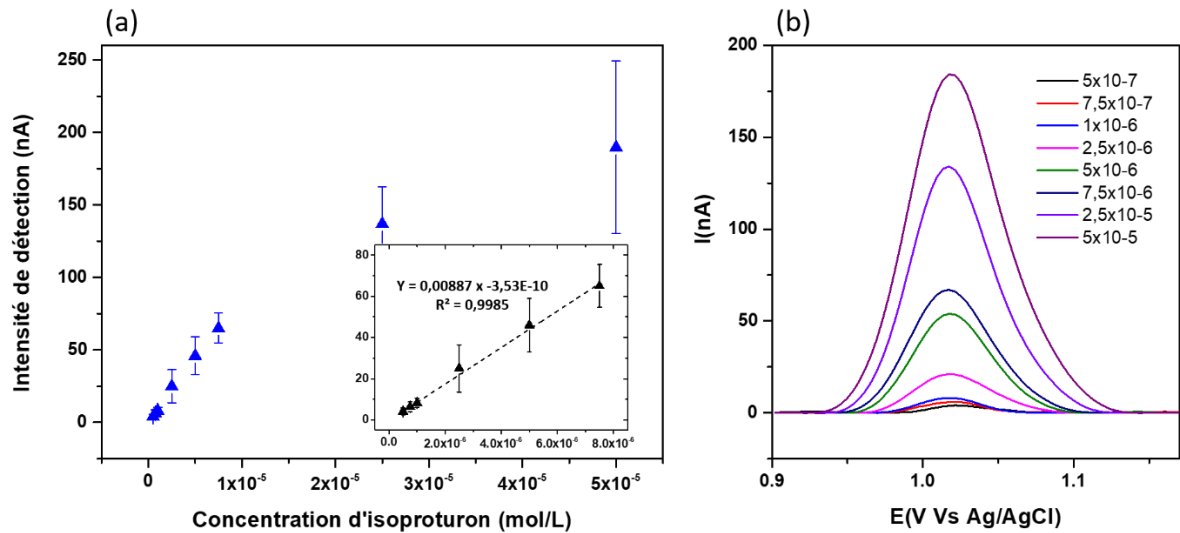 (a)
250
200
150
100
50
0
Intensité de détection (nA)
0
1x10⁻⁵
2x10⁻⁵
3x10⁻⁵
4x10⁻⁵
5x10⁻⁵
Concentration d'isoproturon (mol/L)
80
60
40
20
0
Y = 0,00887 x -3,53E-10
R² = 0,9985
0.0
2.0x10⁻⁶
4.0x10⁻⁶
6.0x10⁻⁶
8.0x10⁻⁶
(b)
200
150
100
50
0
I(nA)
0.9
1.0
1.1
E(V Vs Ag/AgCl)
5x10-7
7,5x10-7
1x10-6
2,5x10-6
5x10-6
7,5x10-6
2,5x10-5
5x10-5